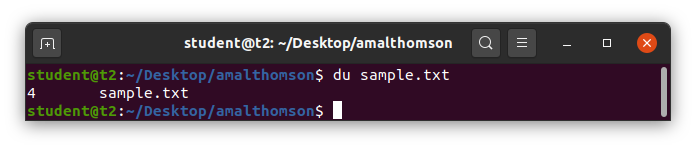 student@t2: ~/Desktop/amalthomson
student@t2:~/Desktop/amalthomson$ du sample.txt
4       sample.txt
student@t2:~/Desktop/amalthomson$